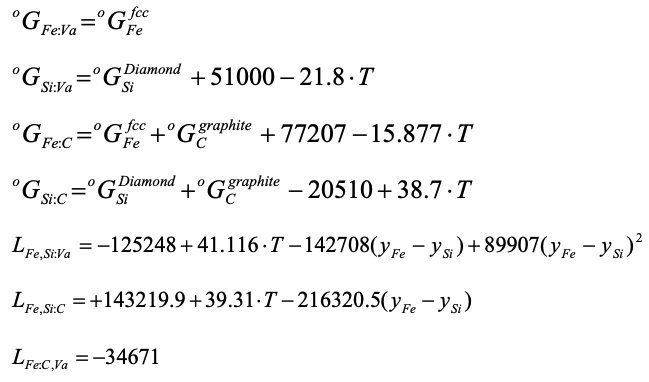 °G_{Fe:Va}=°G_{Fe}^{fcc}
°G_{Si:Va}=°G_{Si}^{Diamond} + 51000 − 21.8 · T
°G_{Fe:C}=°G_{Fe}^{fcc} + °G_{C}^{graphite} + 77207 − 15.877 · T
°G_{Si:C}=°G_{Si}^{Diamond} + °G_{C}^{graphite} − 20510 + 38.7 · T
L_{Fe,Si:Va} = −125248 + 41.116 · T − 142708(y_{Fe} − y_{Si}) + 89907(y_{Fe} − y_{Si})^{2}
L_{Fe,Si:C} = +143219.9 + 39.31 · T − 216320.5(y_{Fe} − y_{Si})
L_{Fe:C,Va} = −34671